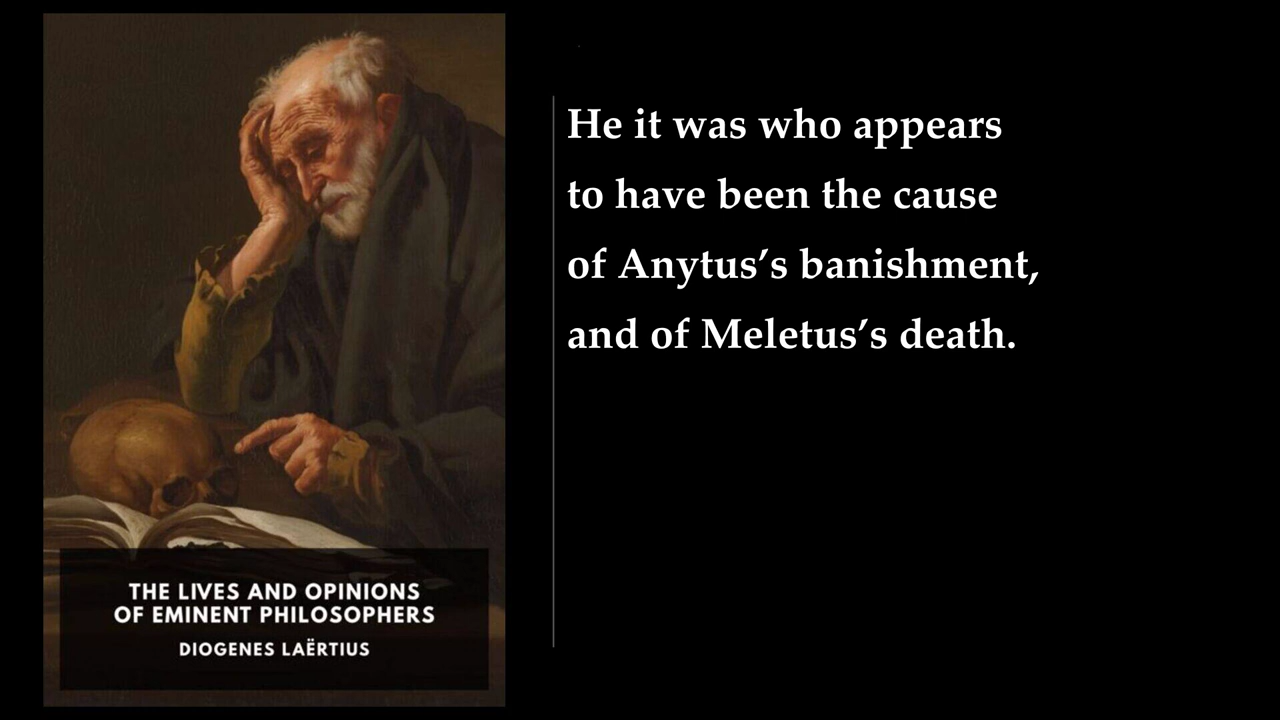 He it was who appears
to have been the cause
of Anytus’s banishment,
and of Meletus’s death.
THE LIVES AND OPINIONS
OF EMINENT PHILOSOPHERS
DIOGENES LAËRTIUS